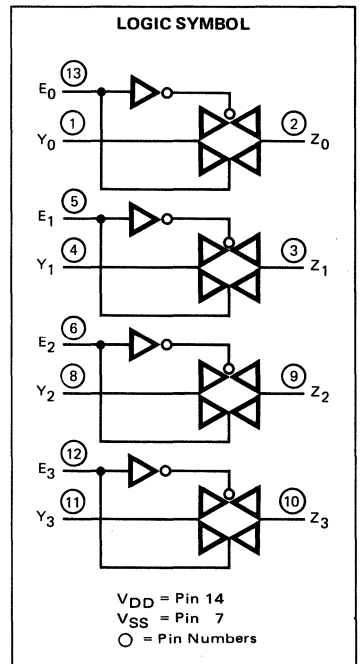 LOGIC SYMBOL
E0 13
Y0 1 2 Z0
E1 5
Y1 4 3 Z1
E2 6
Y2 8 9 Z2
E3 12
Y3 11 10 Z3
VDD = Pin 14
VSS = Pin 7
= Pin Numbers